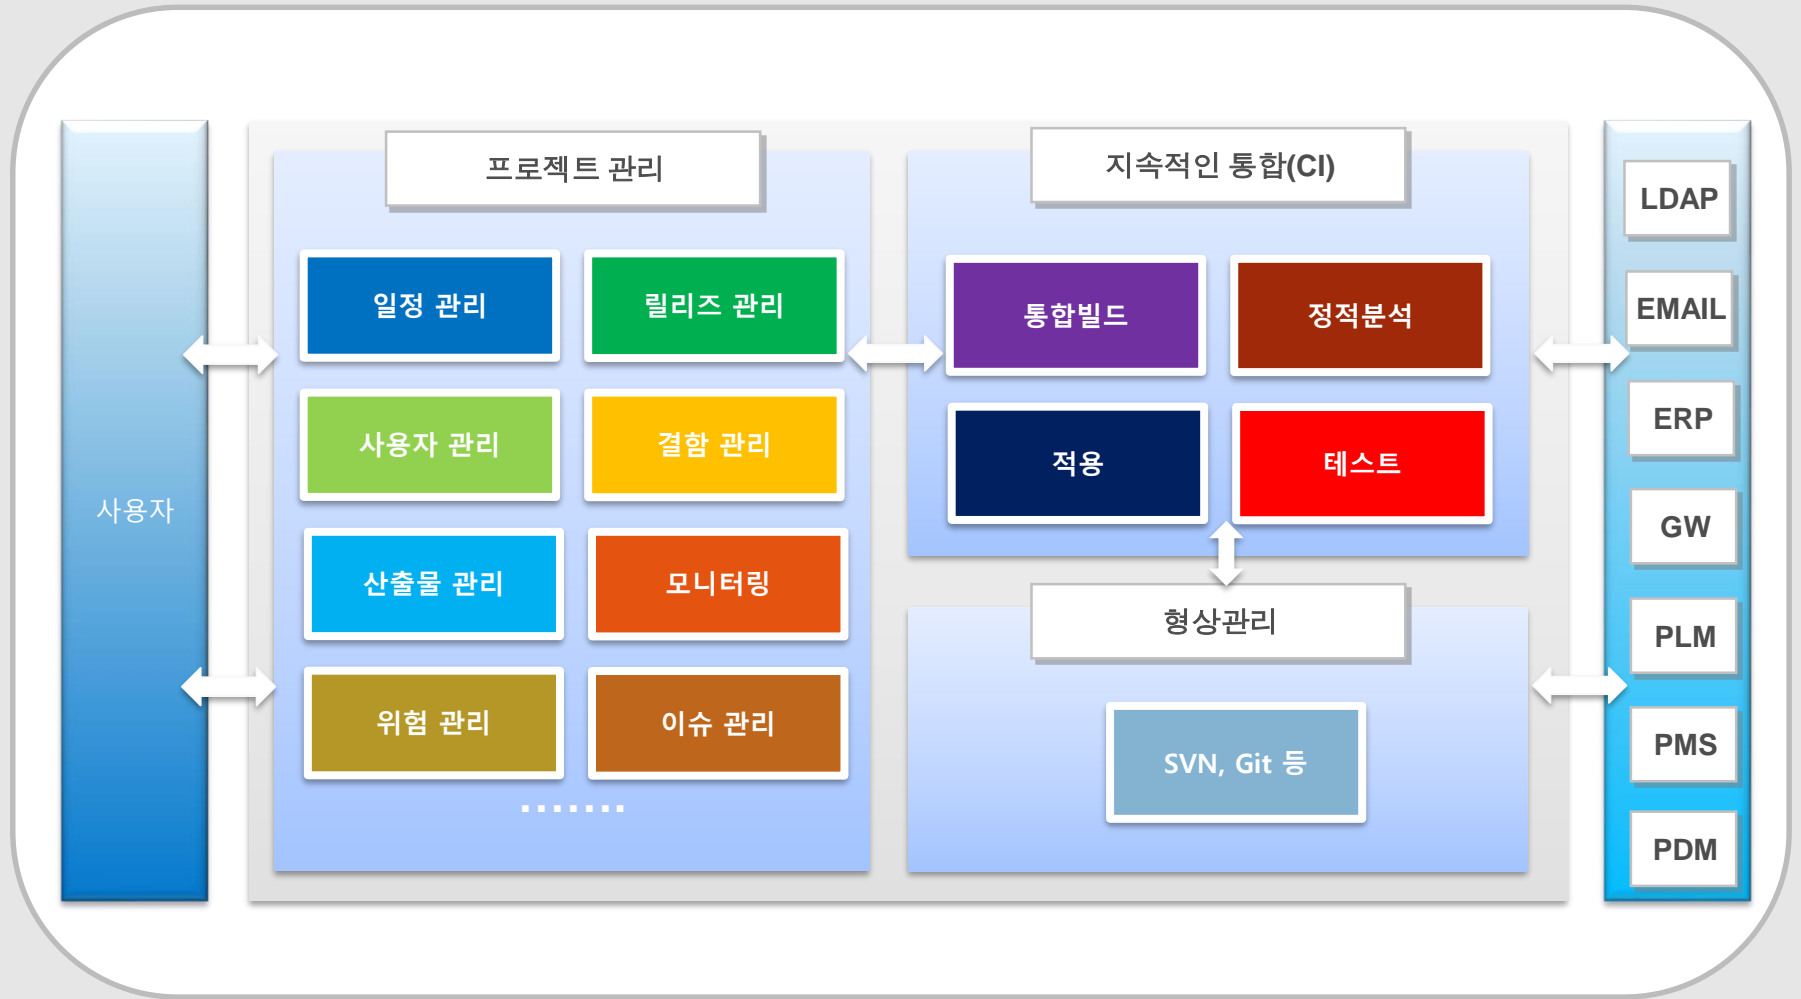 사용자
프로젝트 관리
일정 관리
릴리즈 관리
사용자 관리
결함 관리
산출물 관리
모니터링
위험 관리
이슈 관리
.......
지속적인 통합(CI)
통합빌드
정적분석
적용
테스트
형상관리
SVN, Git 등
LDAP
EMAIL
ERP
GW
PLM
PMS
PDM